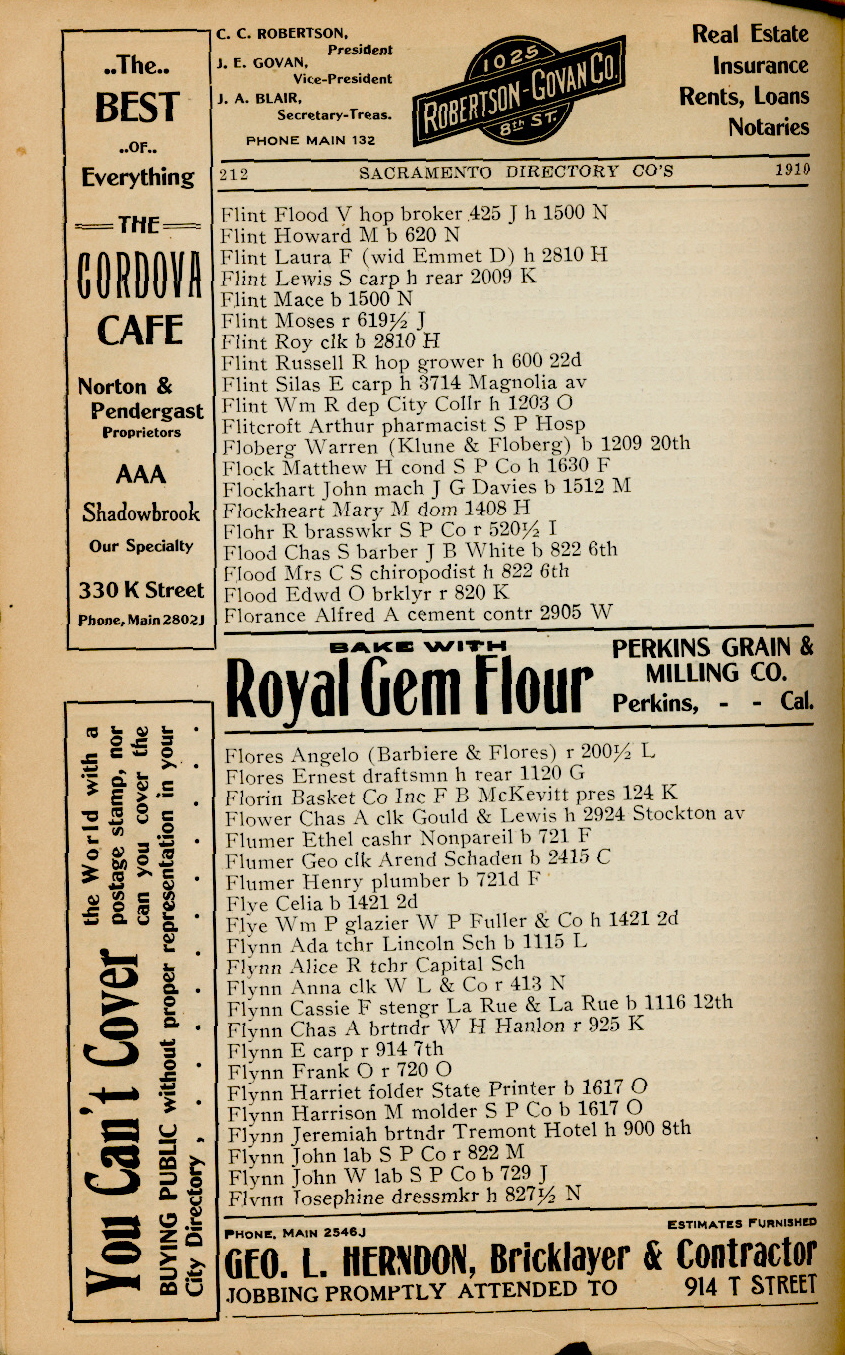 C. C. ROBERTSON,
President
J. E. GOVAN,
Vice-President
J. A. BLAIR,
Secretary-Treas.
PHONE MAIN 132
1025
ROBERTSON-GOVAN CO.
8th ST.
Real Estate
Insurance
Rents, Loans
Notaries
212 SACRAMENTO DIRECTORY CO'S 1910
..The..
BEST
..OF..
Everything
THE
CORDOVA
CAFE
Norton &
Pendergast
Proprietors
AAA
Shadowbrook
Our Specialty
330 K Street
Phone, Main 2802J
Flint Flood V hop broker 425 J h 1500 N
Flint Howard M b 620 N
Flint Laura F (wid Emmet D) h 2810 H
Flint Lewis S carp h rear 2009 K
Flint Mace b 1500 N
Flint Moses r 619½ J
Flint Roy clk b 2810 H
Flint Russell R hop grower h 600 22d
Flint Silas E carp h 3714 Magnolia av
Flint Wm R dep City Collr h 1203 O
Flitcroft Arthur pharmacist S P Hosp
Floberg Warren (Klune & Floberg) b 1209 20th
Flock Matthew H cond S P Co h 1630 F
Flockhart John mach J G Davies b 1512 M
Flockheart Mary M dom 1408 H
Flohr R brasswkr S P Co r 520½ I
Flood Chas S barber J B White b 822 6th
Flood Mrs C S chiropodist h 822 6th
Flood Edwd O brklyr r 820 K
Florance Alfred A cement contr 2905 W
BAKE WITH
Royal Gem Flour
PERKINS GRAIN &
MILLING CO.
Perkins, - - Cal.
Flores Angelo (Barbiere & Flores) r 200½ L
Flores Ernest draftsmn h rear 1120 G
Florin Basket Co Inc F B McKevitt pres 124 K
Flower Chas A clk Gould & Lewis h 2924 Stockton av
Flumer Ethel cashr Nonpareil b 721 F
Flumer Geo clk Arend Schaden b 2415 C
Flumer Henry plumber b 721d F
Flye Celia b 1421 2d
Flye Wm P glazier W P Fuller & Co h 1421 2d
Flynn Ada tchr Lincoln Sch b 1115 L
Flynn Alice R tchr Capital Sch
Flynn Anna clk W L & Co r 413 N
Flynn Cassie F stengr La Rue & La Rue b 1116 12th
Flynn Chas A brtndr W H Hanlon r 925 K
Flynn E carp r 914 7th
Flynn Frank O r 720 O
Flynn Harriet folder State Printer b 1617 O
Flynn Harrison M molder S P Co b 1617 O
Flynn Jeremiah brtndr Tremont Hotel h 900 8th
Flynn John lab S P Co r 822 M
Flynn John W lab S P Co b 729 J
Flynn Josephine dressmkr h 827½ N
You Can't Cover
the World with a
postage stamp, nor
can you cover the
BUYING PUBLIC without proper representation in your
City Directory, . . . . . . . . . . .
PHONE, MAIN 2546J ESTIMATES FURNISHED
GEO. L. HERNDON, Bricklayer & Contractor
JOBBING PROMPTLY ATTENDED TO 914 T STREET